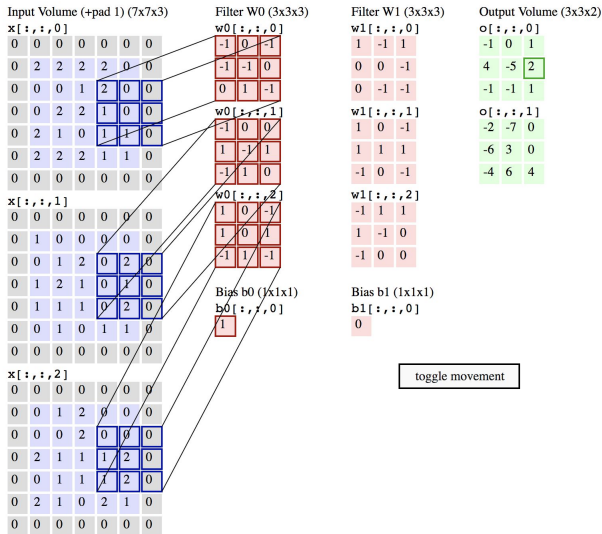 Input Volume (+pad 1) (7x7x3)
x[:,:,0]
0 0 0 0 0 0 0
0 2 2 2 2 0 0
0 0 0 1 2 0 0
0 0 2 2 1 0 0
0 2 1 0 1 1 0
0 2 2 2 1 1 0
0 0 0 0 0 0 0
x[:,:,1]
0 0 0 0 0 0 0
0 1 0 0 0 0 0
0 0 1 2 0 2 0
0 1 2 1 0 1 0
0 1 1 1 0 2 0
0 0 1 0 1 1 0
0 0 0 0 0 0 0
x[:,:,2]
0 0 0 0 0 0 0
0 0 1 2 0 0 0
0 0 0 2 0 0 0
0 2 1 1 1 2 0
0 0 1 1 1 2 0
0 2 1 0 2 1 0
0 0 0 0 0 0 0
Filter W0 (3x3x3)
w0[:,:,0]
-1 0 -1
-1 -1 0
0 1 -1
w0[:,:,1]
-1 0 0
1 -1 1
-1 1 0
w0[:,:,2]
1 0 -1
1 0 1
-1 1 -1
Bias b0 (1x1x1)
b0[:,:,0]
1
Filter W1 (3x3x3)
w1[:,:,0]
1 -1 1
0 0 -1
0 -1 -1
w1[:,:,1]
1 0 -1
1 1 1
-1 0 -1
w1[:,:,2]
-1 1 1
1 -1 0
-1 0 0
Bias b1 (1x1x1)
b1[:,:,0]
0
Output Volume (3x3x2)
o[:,:,0]
-1 0 1
4 -5 2
-1 -1 1
o[:,:,1]
-2 -7 0
-6 3 0
-4 6 4
toggle movement